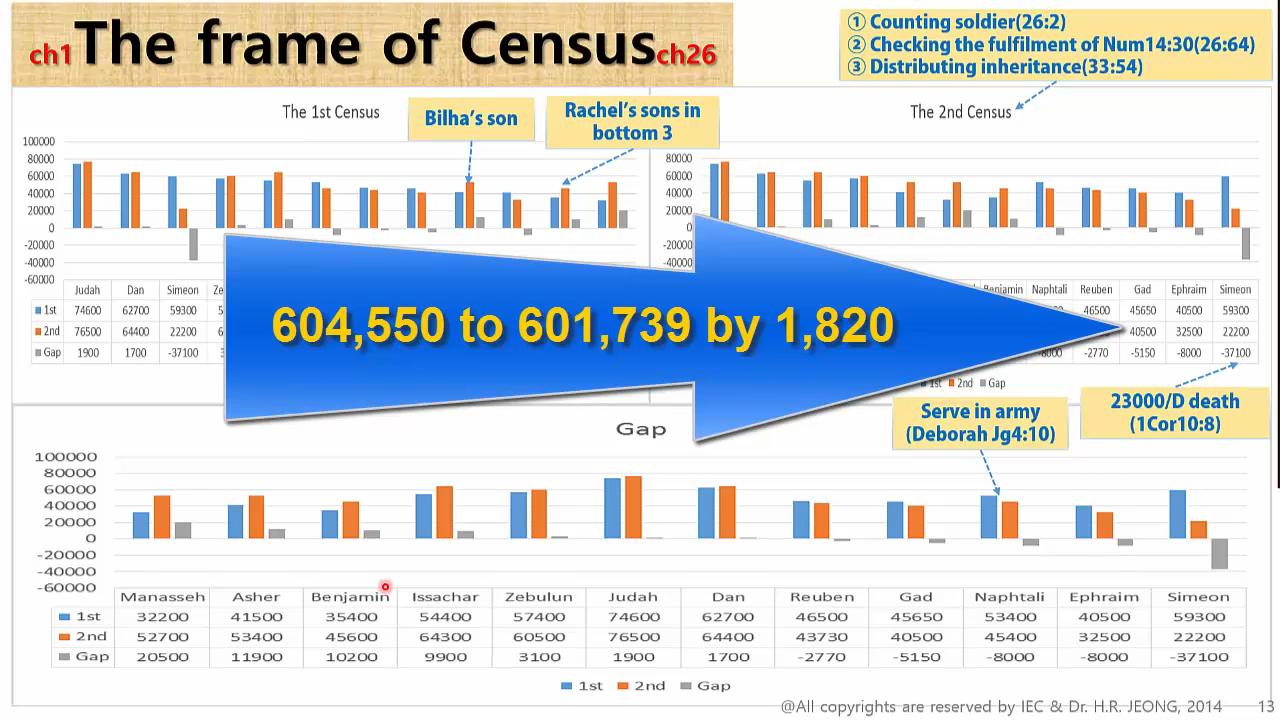 ch1The frame of Censusch26
① Counting soldier(26:2)
② Checking the fulfilment of Num14:30(26:64)
③ Distributing inheritance(33:54)
The 1st Census
Bilha's son
Rachel's sons in
bottom 3
100000
80000
60000
40000
20000
0
-20000
-40000
-60000
Judah Dan Simeon
1st 74600 62700 59300
2nd 76500 64400 22200
Gap 1900 1700 -37100
The 2nd Census
80000
60000
40000
20000
0
Benjamin Naphtali Reuben Gad Ephraim Simeon
46500 45650 40500 59300
40500 32500 22200
-8000 -2770 -5150 -8000 -37100
1st 2nd Gap
604,550 to 601,739 by 1,820
23000/D death
(1Cor10:8)
Serve in army
(Deborah Jg4:10)
Gap
100000
80000
60000
40000
20000
0
-20000
-40000
-60000
Manasseh Asher Benjamin Issachar Zebulun Judah Dan Reuben Gad Naphtali Ephraim Simeon
1st 32200 41500 35400 54400 57400 74600 62700 46500 45650 53400 40500 59300
2nd 52700 53400 45600 64300 60500 76500 64400 43730 40500 45400 32500 22200
Gap 20500 11900 10200 9900 3100 1900 1700 -2770 -5150 -8000 -8000 -37100
1st 2nd Gap
@All copyrights are reserved by IEC & Dr. H.R. JEONG, 2014 13